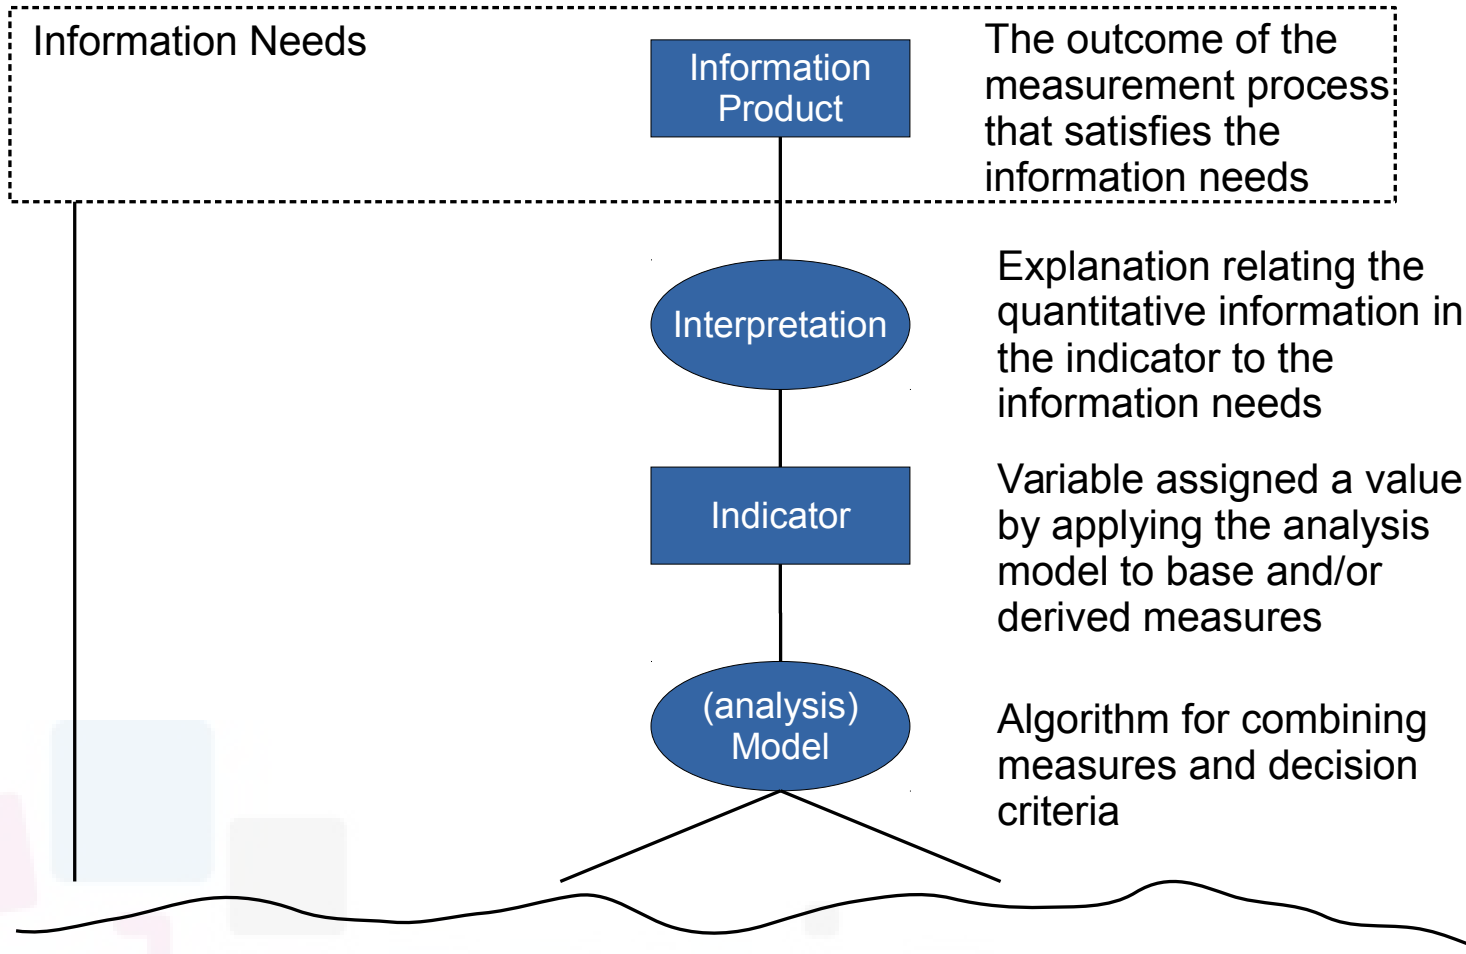 Information Needs
Information
Product
The outcome of the
measurement process
that satisfies the
information needs
Interpretation
Explanation relating the
quantitative information in
the indicator to the
information needs
Indicator
Variable assigned a value
by applying the analysis
model to base and/or
derived measures
(analysis)
Model
Algorithm for combining
measures and decision
criteria